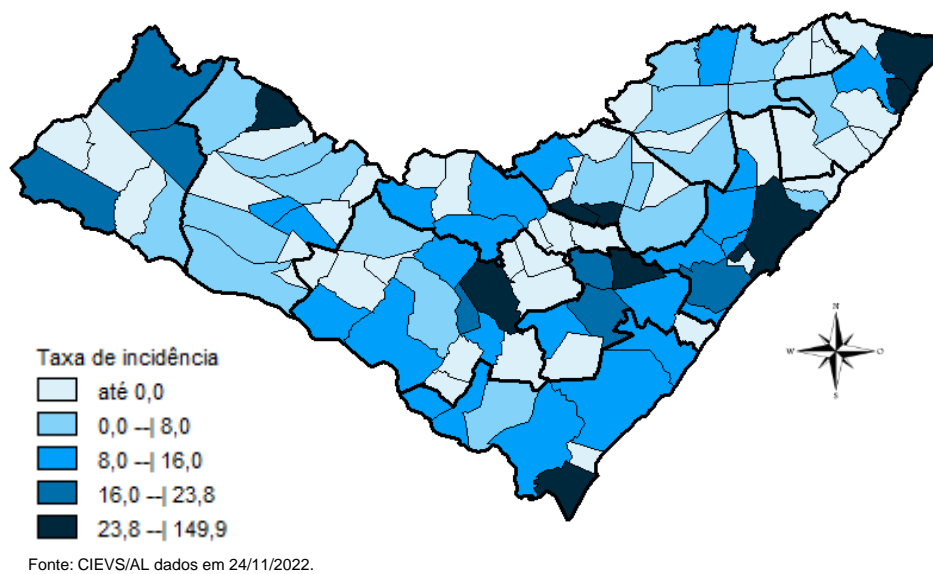 N
W
O
S
Taxa de incidência
até 0,0
0,0 --| 8,0
8,0 --| 16,0
16,0 --| 23,8
23,8 --| 149,9
Fonte: CIEVS/AL dados em 24/11/2022.